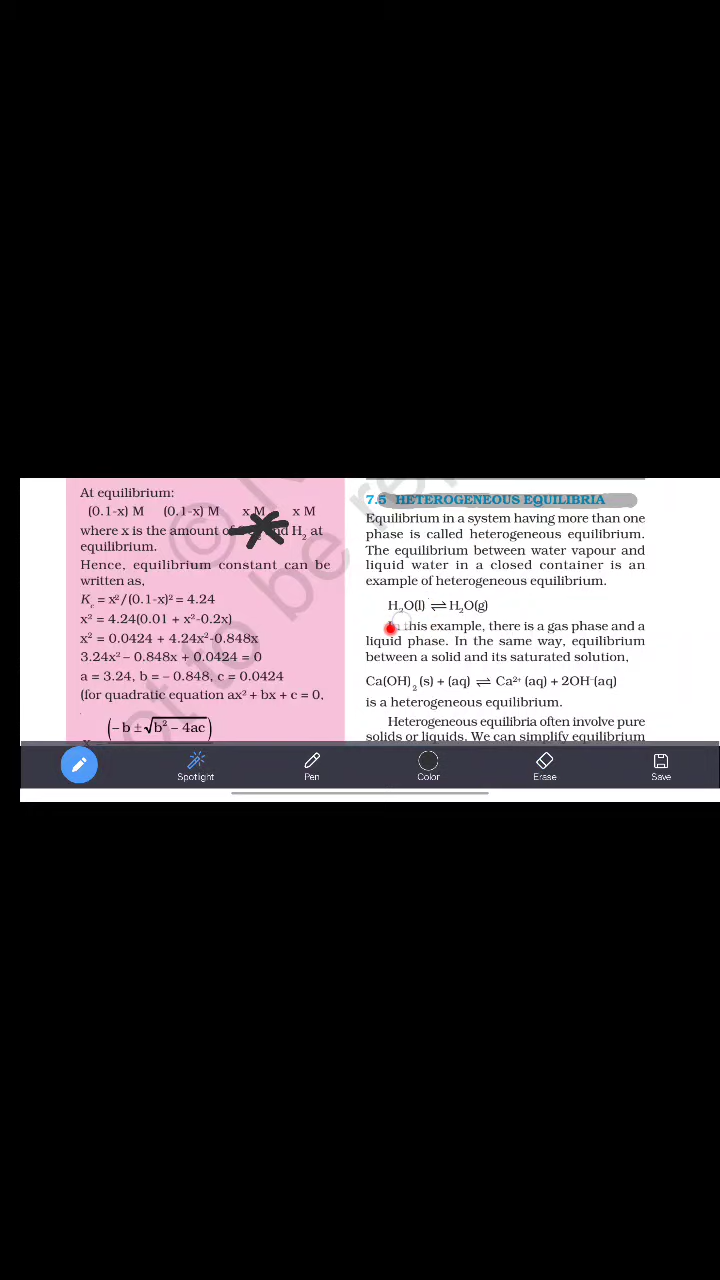 At equilibrium:
(0.1-x) M (0.1-x) M x M x M
where x is the amount of and H₂ at
equilibrium.
Hence, equilibrium constant can be
written as,
K꜀ = x²/(0.1-x)² = 4.24
x² = 4.24(0.01 + x²-0.2x)
x² = 0.0424 + 4.24x²-0.848x
3.24x² – 0.848x + 0.0424 = 0
a = 3.24, b = – 0.848, c = 0.0424
(for quadratic equation ax² + bx + c = 0,
(– b ± √b² – 4ac)
x =
7.5 HETEROGENEOUS EQUILIBRIA
Equilibrium in a system having more than one
phase is called heterogeneous equilibrium.
The equilibrium between water vapour and
liquid water in a closed container is an
example of heterogeneous equilibrium.
H₂O(l) ⇌ H₂O(g)
In this example, there is a gas phase and a
liquid phase. In the same way, equilibrium
between a solid and its saturated solution,
Ca(OH)₂ (s) + (aq) ⇌ Ca²⁺ (aq) + 2OH⁻(aq)
is a heterogeneous equilibrium.
Heterogeneous equilibria often involve pure
solids or liquids. We can simplify equilibrium
Spotlight Pen Color Erase Save